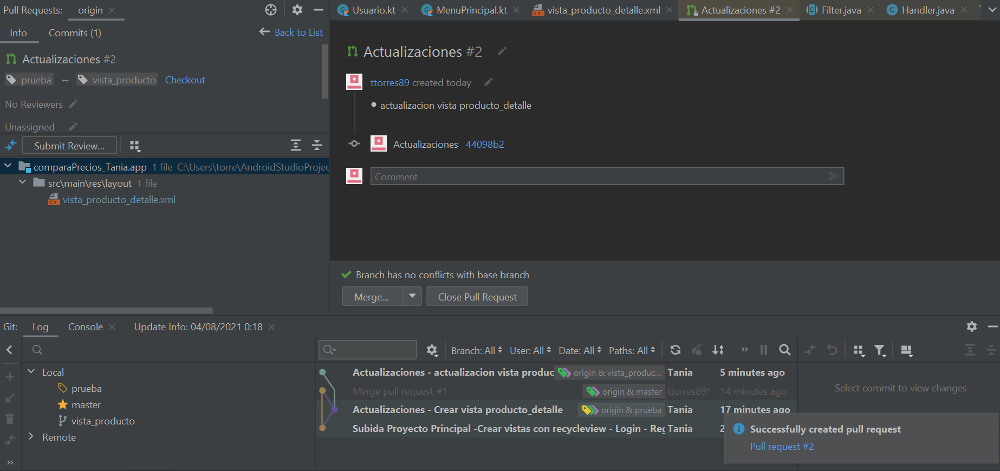 Pull Requests: origin
Usuario.kt MenuPrincipal.kt vista_producto_detalle.xml Actualizaciones #2 Filter.java Handler.java
Info Commits (1) Back to List
Actualizaciones #2
prueba ← vista_producto Checkout
No Reviewers
Unassigned
Submit Review...
comparaPrecios_Tania.app 1 file C:\Users\torre\AndroidStudioProjec
src\main\res\layout 1 file
vista_producto_detalle.xml
Actualizaciones #2
ttorres89 created today
• actualizacion vista producto_detalle
Actualizaciones 44098b2
Comment
Branch has no conflicts with base branch
Merge... Close Pull Request
Git: Log Console Update Info: 04/08/2021 0:18
Branch: All User: All Date: All Paths: All
Local
prueba
master
vista_producto
Remote
Actualizaciones - actualizacion vista produc origin & vista_produc... Tania 5 minutes ago
Merge pull request #1 origin & master ttorres89* 14 minutes ago
Actualizaciones - Crear vista producto_detalle origin & prueba Tania 17 minutes ago
Subida Proyecto Principal -Crear vistas con recycleview - Login - Reg Tania 2
Select commit to view changes
Successfully created pull request
Pull request #2